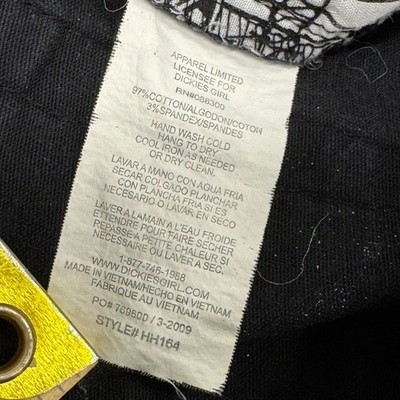 APPAREL LIMITED
LICENSEE FOR
DICKIES GIRL
RN#088300
97%COTTON/ALGODON/COTON
3%SPANDEX/SPANDES
HAND WASH COLD
HANG TO DRY
COOL IRON AS NEEDED
OR DRY CLEAN.
LAVAR A MANO CON AGUA FRIA
SECAR COLGADO PLANCHAR
CON PLANCHA FRIA SI ES
NECESARIO O LAVAR EN SECO
LAVER A LAMAIN A L'EAU FROIDE
ETTENDRE POUR FAIRE SECHER
REPASSE A PETITE CHALEUR SI
NECESSAIRE OU LAVER A SEC.
1-877-746-1988
WWW.DICKIESGIRL.COM
MADE IN VIETNAM/HECHO EN VIETNAM
FABRIQUE AU VIETNAM
PO# 769800 / 3-2009
STYLE# HH164